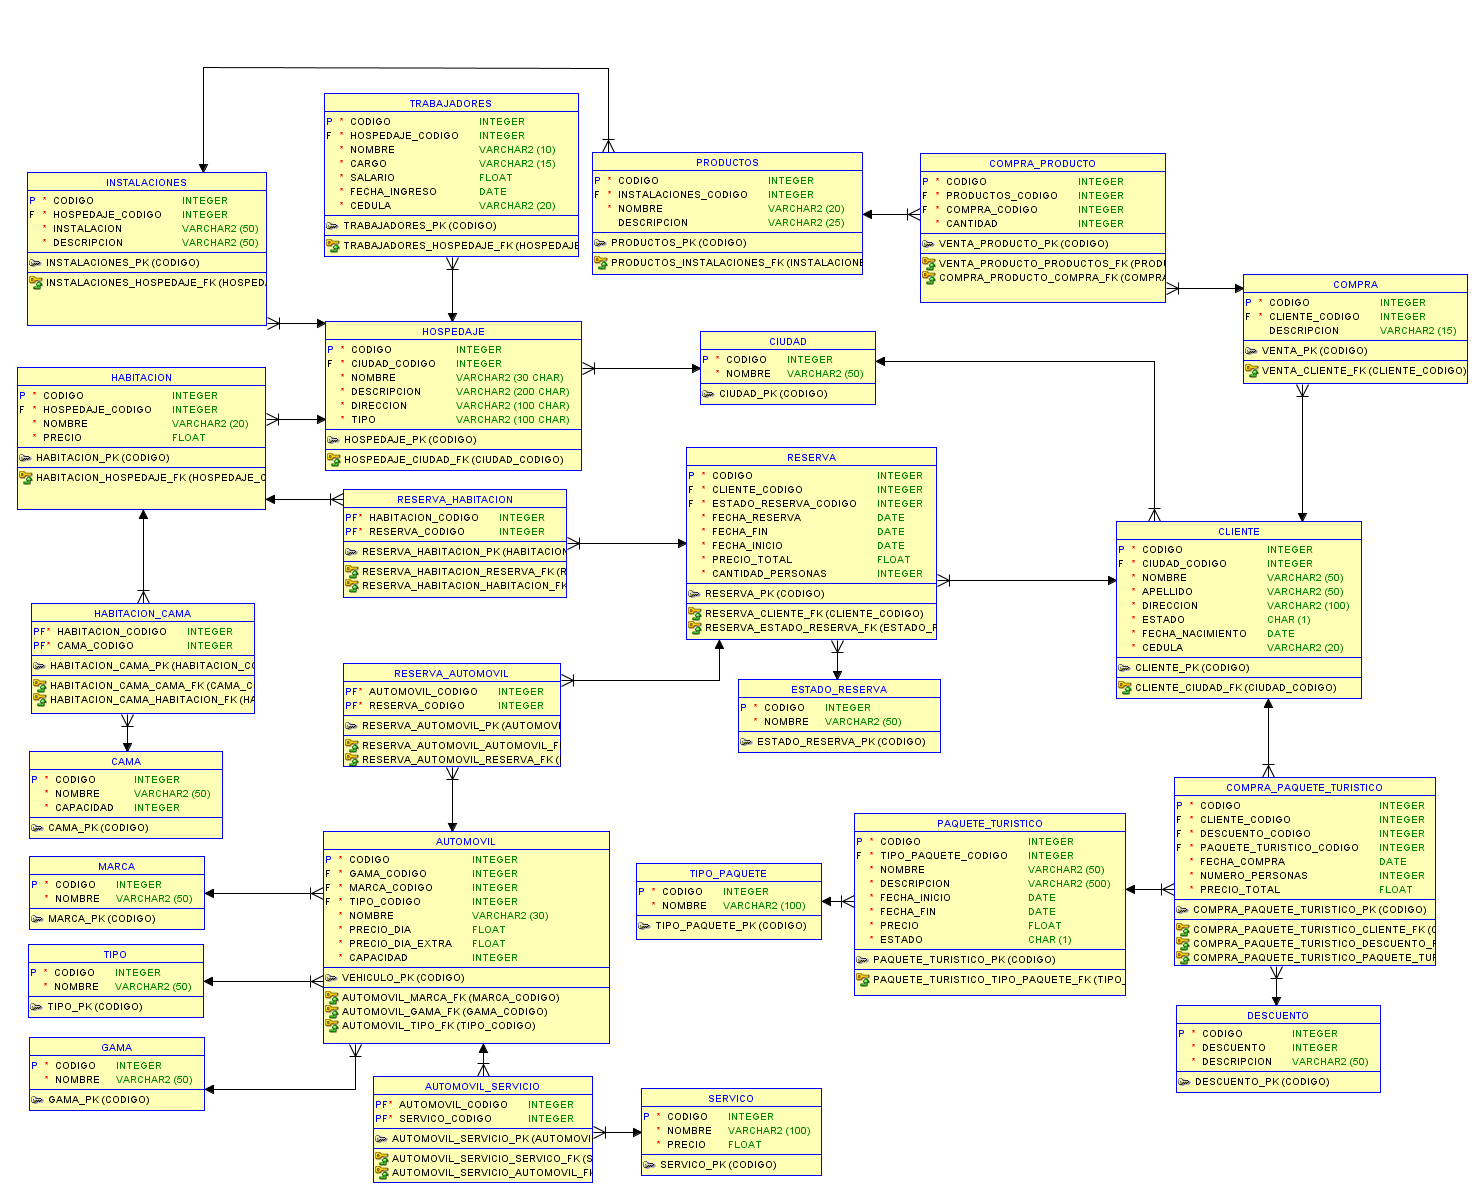 TRABAJADORES
P * CODIGO INTEGER
F * HOSPEDAJE_CODIGO INTEGER
* NOMBRE VARCHAR2 (10)
* CARGO VARCHAR2 (15)
* SALARIO FLOAT
* FECHA_INGRESO DATE
* CEDULA VARCHAR2 (20)
TRABAJADORES_PK (CODIGO)
TRABAJADORES_HOSPEDAJE_FK (HOSPEDAJE
PRODUCTOS
P * CODIGO INTEGER
F * INSTALACIONES_CODIGO INTEGER
* NOMBRE VARCHAR2 (20)
DESCRIPCION VARCHAR2 (25)
PRODUCTOS_PK (CODIGO)
PRODUCTOS_INSTALACIONES_FK (INSTALACIONE
COMPRA_PRODUCTO
P * CODIGO INTEGER
F * PRODUCTOS_CODIGO INTEGER
F * COMPRA_CODIGO INTEGER
* CANTIDAD INTEGER
VENTA_PRODUCTO_PK (CODIGO)
VENTA_PRODUCTO_PRODUCTOS_FK (PRODU
COMPRA_PRODUCTO_COMPRA_FK (COMPRA
INSTALACIONES
P * CODIGO INTEGER
F * HOSPEDAJE_CODIGO INTEGER
* INSTALACION VARCHAR2 (50)
* DESCRIPCION VARCHAR2 (50)
INSTALACIONES_PK (CODIGO)
INSTALACIONES_HOSPEDAJE_FK (HOSPEDA
COMPRA
P * CODIGO INTEGER
F * CLIENTE_CODIGO INTEGER
DESCRIPCION VARCHAR2 (15)
VENTA_PK (CODIGO)
VENTA_CLIENTE_FK (CLIENTE_CODIGO)
HOSPEDAJE
P * CODIGO INTEGER
F * CIUDAD_CODIGO INTEGER
* NOMBRE VARCHAR2 (30 CHAR)
* DESCRIPCION VARCHAR2 (200 CHAR)
* DIRECCION VARCHAR2 (100 CHAR)
* TIPO VARCHAR2 (100 CHAR)
HOSPEDAJE_PK (CODIGO)
HOSPEDAJE_CIUDAD_FK (CIUDAD_CODIGO)
CIUDAD
P * CODIGO INTEGER
* NOMBRE VARCHAR2 (50)
CIUDAD_PK (CODIGO)
HABITACION
P * CODIGO INTEGER
F * HOSPEDAJE_CODIGO INTEGER
* NOMBRE VARCHAR2 (20)
* PRECIO FLOAT
HABITACION_PK (CODIGO)
HABITACION_HOSPEDAJE_FK (HOSPEDAJE_C
RESERVA
P * CODIGO INTEGER
F * CLIENTE_CODIGO INTEGER
F * ESTADO_RESERVA_CODIGO INTEGER
* FECHA_RESERVA DATE
* FECHA_FIN DATE
* FECHA_INICIO DATE
* PRECIO_TOTAL FLOAT
* CANTIDAD_PERSONAS INTEGER
RESERVA_PK (CODIGO)
RESERVA_CLIENTE_FK (CLIENTE_CODIGO)
RESERVA_ESTADO_RESERVA_FK (ESTADO_R
RESERVA_HABITACION
PF* HABITACION_CODIGO INTEGER
PF* RESERVA_CODIGO INTEGER
RESERVA_HABITACION_PK (HABITACION
RESERVA_HABITACION_RESERVA_FK (R
RESERVA_HABITACION_HABITACION_FK
CLIENTE
P * CODIGO INTEGER
F * CIUDAD_CODIGO INTEGER
* NOMBRE VARCHAR2 (50)
* APELLIDO VARCHAR2 (50)
* DIRECCION VARCHAR2 (100)
* ESTADO CHAR (1)
* FECHA_NACIMIENTO DATE
* CEDULA VARCHAR2 (20)
CLIENTE_PK (CODIGO)
CLIENTE_CIUDAD_FK (CIUDAD_CODIGO)
HABITACION_CAMA
PF* HABITACION_CODIGO INTEGER
PF* CAMA_CODIGO INTEGER
HABITACION_CAMA_PK (HABITACION_CO
HABITACION_CAMA_CAMA_FK (CAMA_C
HABITACION_CAMA_HABITACION_FK (HA
RESERVA_AUTOMOVIL
PF* AUTOMOVIL_CODIGO INTEGER
PF* RESERVA_CODIGO INTEGER
RESERVA_AUTOMOVIL_PK (AUTOMOVI
RESERVA_AUTOMOVIL_AUTOMOVIL_F
RESERVA_AUTOMOVIL_RESERVA_FK (
ESTADO_RESERVA
P * CODIGO INTEGER
* NOMBRE VARCHAR2 (50)
ESTADO_RESERVA_PK (CODIGO)
CAMA
P * CODIGO INTEGER
* NOMBRE VARCHAR2 (50)
* CAPACIDAD INTEGER
CAMA_PK (CODIGO)
COMPRA_PAQUETE_TURISTICO
P * CODIGO INTEGER
F * CLIENTE_CODIGO INTEGER
F * DESCUENTO_CODIGO INTEGER
F * PAQUETE_TURISTICO_CODIGO INTEGER
* FECHA_COMPRA DATE
* NUMERO_PERSONAS INTEGER
* PRECIO_TOTAL FLOAT
COMPRA_PAQUETE_TURISTICO_PK (CODIGO)
COMPRA_PAQUETE_TURISTICO_CLIENTE_FK (C
COMPRA_PAQUETE_TURISTICO_DESCUENTO_F
COMPRA_PAQUETE_TURISTICO_PAQUETE_TUR
PAQUETE_TURISTICO
P * CODIGO INTEGER
F * TIPO_PAQUETE_CODIGO INTEGER
* NOMBRE VARCHAR2 (50)
* DESCRIPCION VARCHAR2 (500)
* FECHA_INICIO DATE
* FECHA_FIN DATE
* PRECIO FLOAT
* ESTADO CHAR (1)
PAQUETE_TURISTICO_PK (CODIGO)
PAQUETE_TURISTICO_TIPO_PAQUETE_FK (TIPO_
AUTOMOVIL
P * CODIGO INTEGER
F * GAMA_CODIGO INTEGER
F * MARCA_CODIGO INTEGER
F * TIPO_CODIGO INTEGER
* NOMBRE VARCHAR2 (30)
* PRECIO_DIA FLOAT
* PRECIO_DIA_EXTRA FLOAT
* CAPACIDAD INTEGER
VEHICULO_PK (CODIGO)
AUTOMOVIL_MARCA_FK (MARCA_CODIGO)
AUTOMOVIL_GAMA_FK (GAMA_CODIGO)
AUTOMOVIL_TIPO_FK (TIPO_CODIGO)
MARCA
P * CODIGO INTEGER
* NOMBRE VARCHAR2 (50)
MARCA_PK (CODIGO)
TIPO_PAQUETE
P * CODIGO INTEGER
* NOMBRE VARCHAR2 (100)
TIPO_PAQUETE_PK (CODIGO)
TIPO
P * CODIGO INTEGER
* NOMBRE VARCHAR2 (50)
TIPO_PK (CODIGO)
DESCUENTO
P * CODIGO INTEGER
* DESCUENTO INTEGER
* DESCRIPCION VARCHAR2 (50)
DESCUENTO_PK (CODIGO)
GAMA
P * CODIGO INTEGER
* NOMBRE VARCHAR2 (50)
GAMA_PK (CODIGO)
AUTOMOVIL_SERVICIO
PF* AUTOMOVIL_CODIGO INTEGER
PF* SERVICO_CODIGO INTEGER
AUTOMOVIL_SERVICIO_PK (AUTOMOVI
AUTOMOVIL_SERVICIO_SERVICO_FK (S
AUTOMOVIL_SERVICIO_AUTOMOVIL_FK
SERVICO
P * CODIGO INTEGER
* NOMBRE VARCHAR2 (100)
* PRECIO FLOAT
SERVICO_PK (CODIGO)